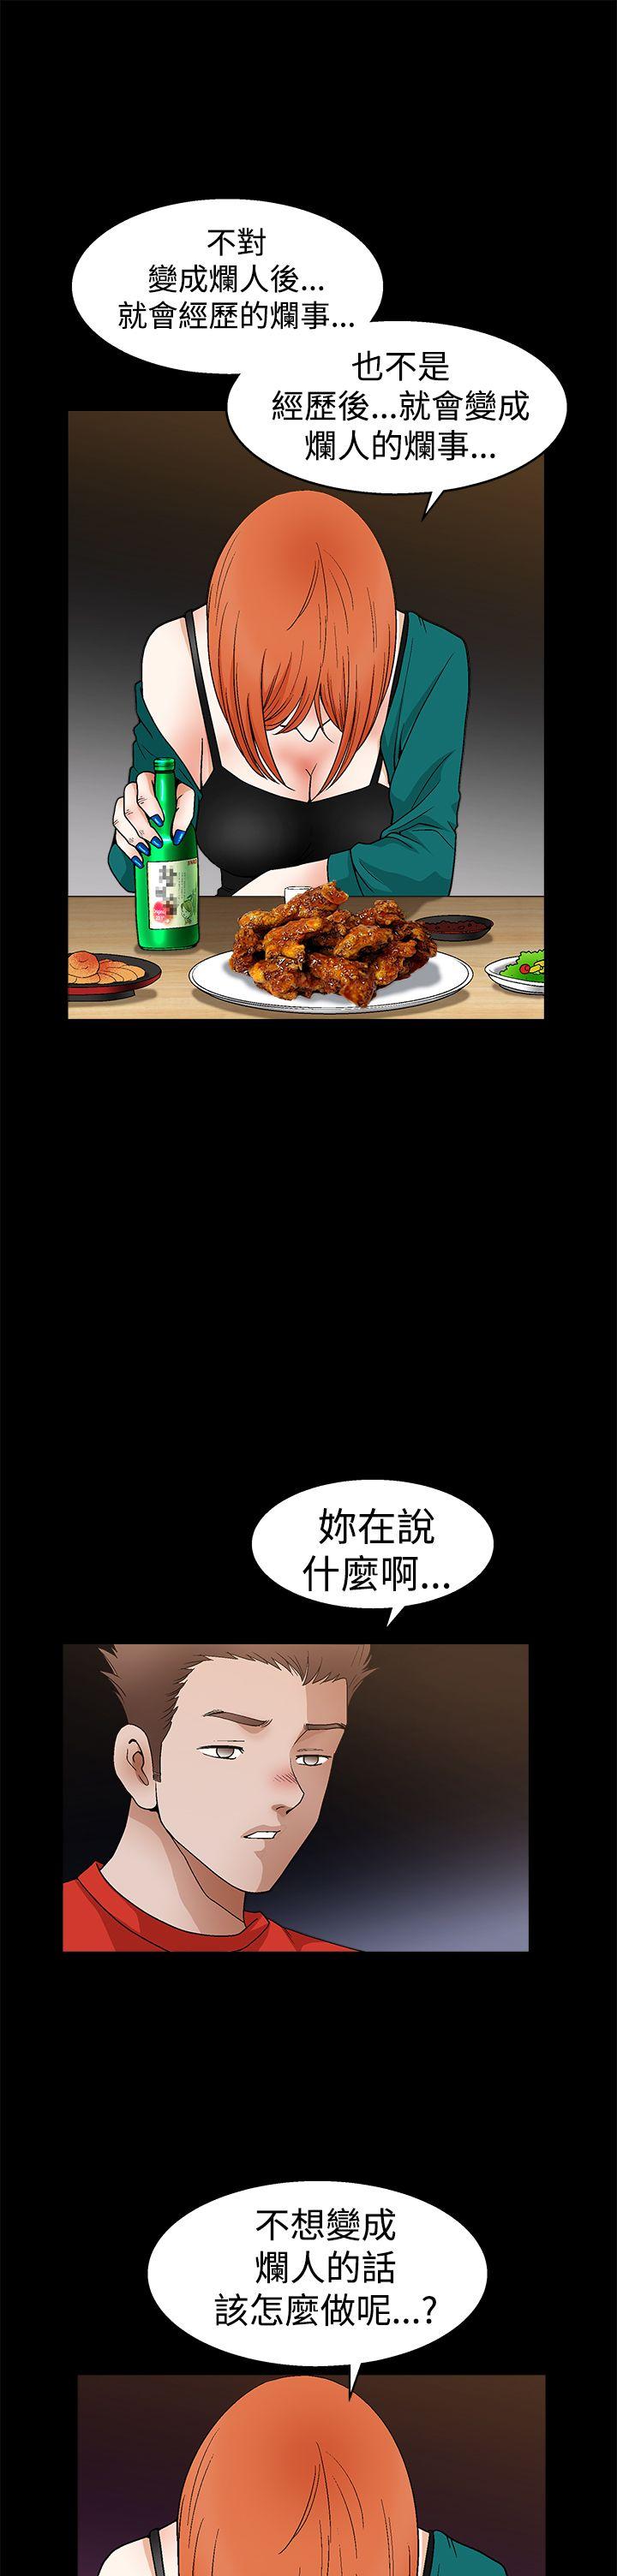 不對
變成爛人後...
就會經歷的爛事...
也不是
經歷後...就會變成
爛人的爛事...
妳在說
什麼啊...
不想變成
爛人的話
該怎麼做呢...?